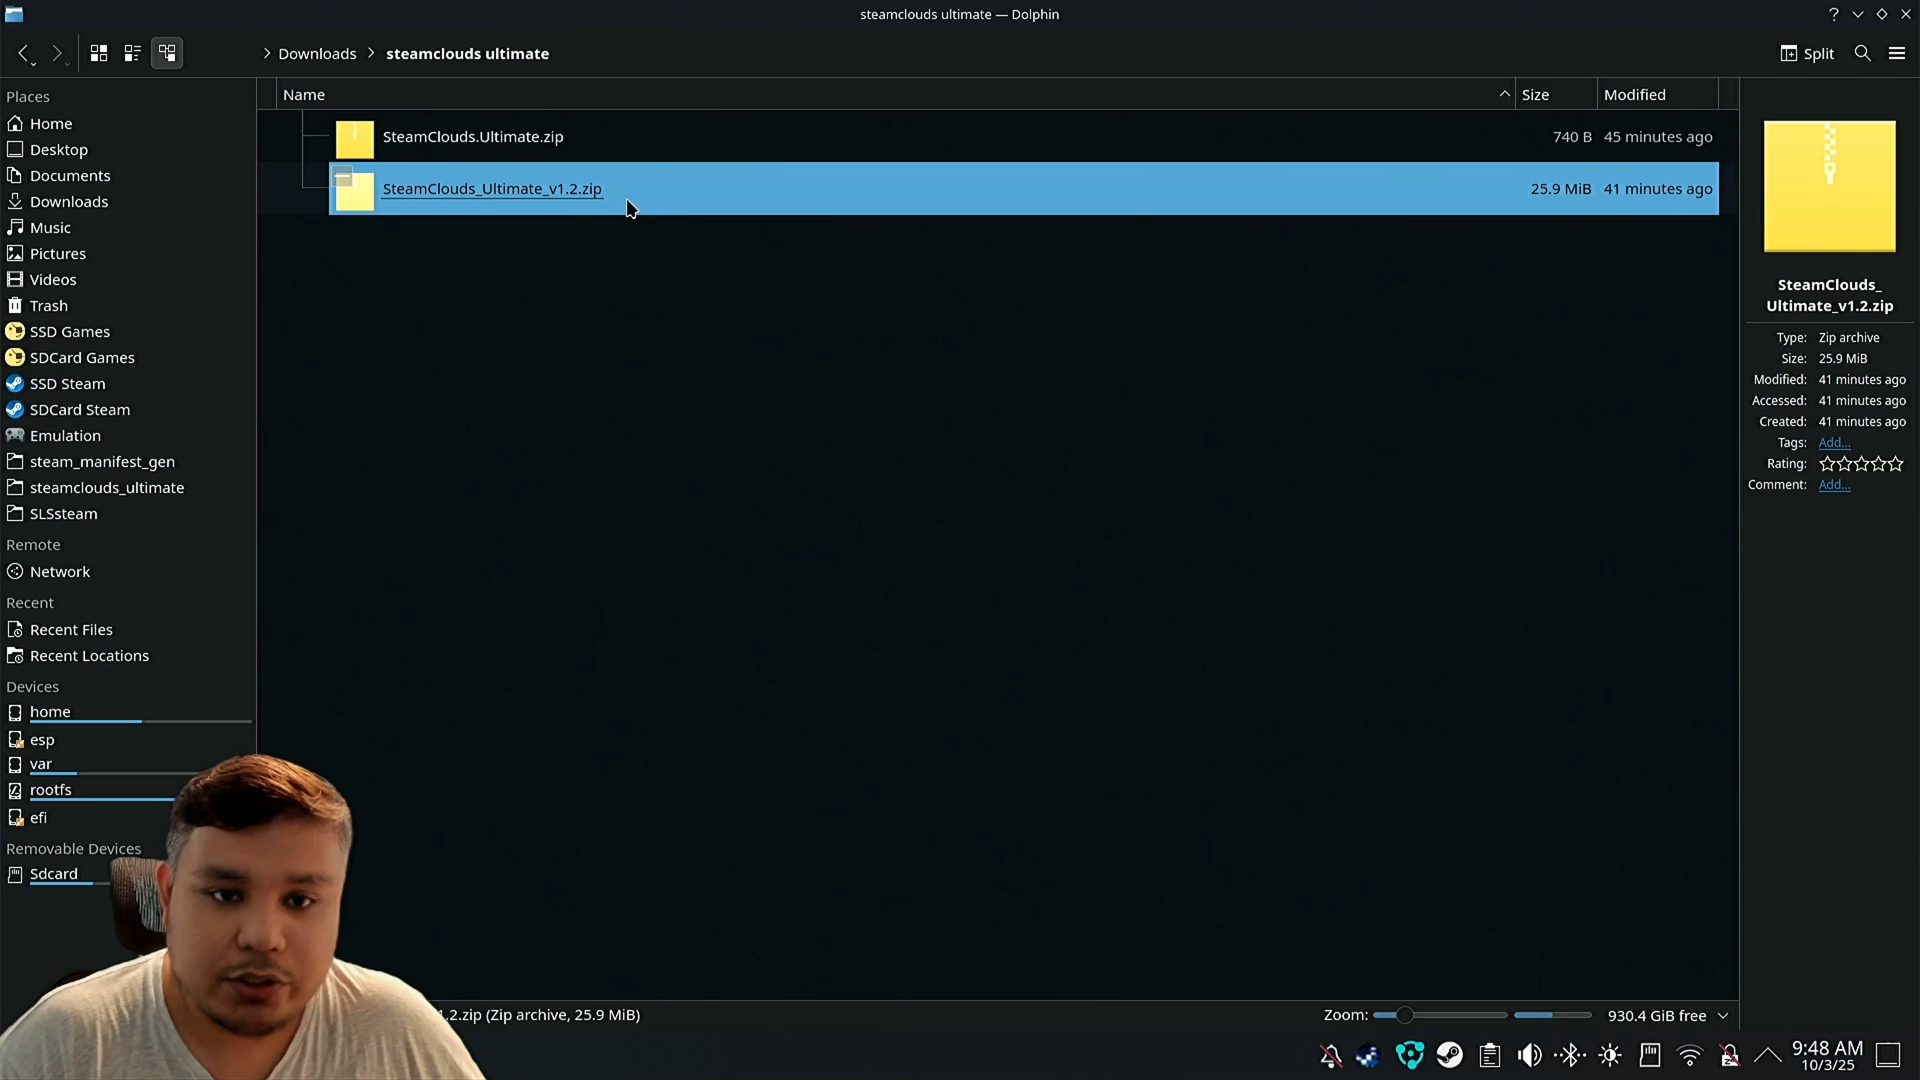 steamclouds ultimate — Dolphin
Downloads
steamclouds ultimate
Split
Places
Home
Desktop
Documents
Downloads
Music
Pictures
Videos
Trash
SSD Games
SDCard Games
SSD Steam
SDCard Steam
Emulation
steam_manifest_gen
steamclouds_ultimate
SLSsteam
Remote
Network
Recent
Recent Files
Recent Locations
Devices
home
esp
var
rootfs
efi
Removable Devices
Sdcard
Name Size Modified
SteamClouds.Ultimate.zip 740 B 45 minutes ago
SteamClouds_Ultimate_v1.2.zip 25.9 MiB 41 minutes ago
SteamClouds_
Ultimate_v1.2.zip
Type: Zip archive
Size: 25.9 MiB
Modified: 41 minutes ago
Accessed: 41 minutes ago
Created: 41 minutes ago
Tags: Add...
Rating:
Comment: Add...
.2.zip (Zip archive, 25.9 MiB)
Zoom:
930.4 GiB free
9:48 AM
10/3/25